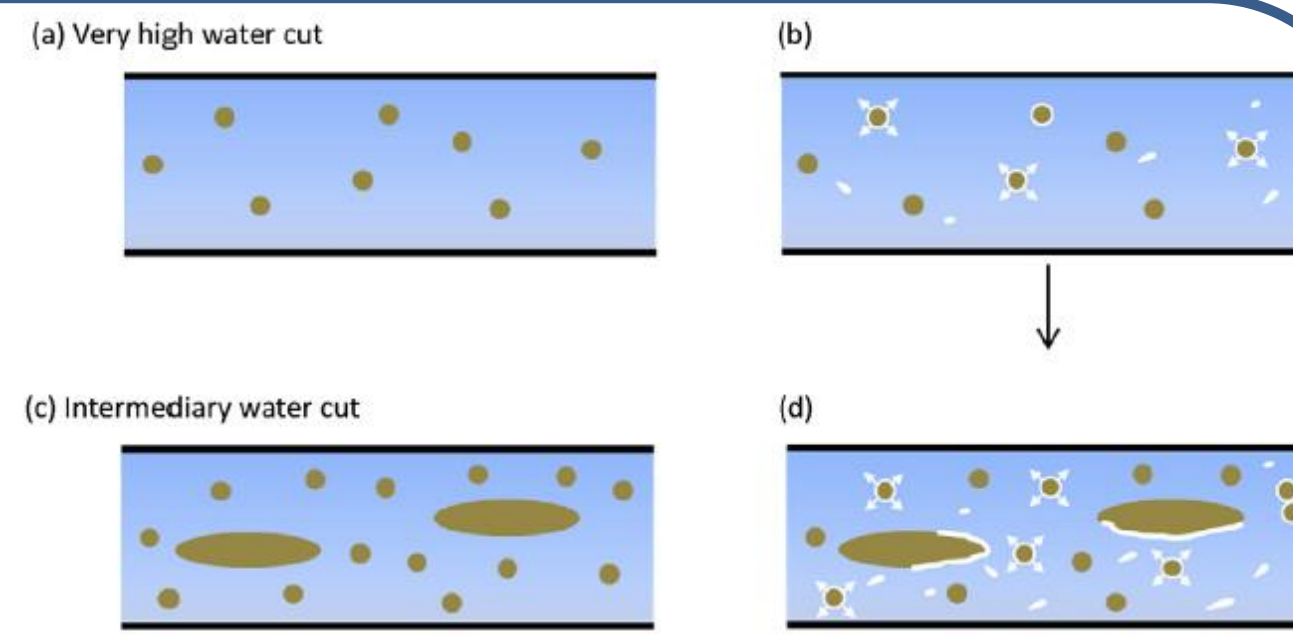 (a) Very high water cut
(b)
(c) Intermediary water cut
(d)